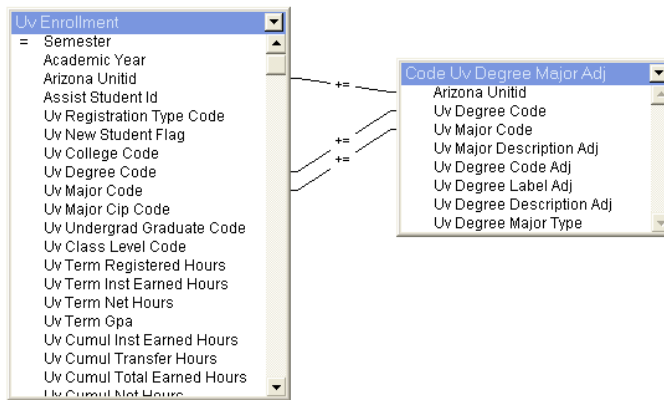 Uv Enrollment
= Semester
Academic Year
Arizona Unitid
Assist Student Id
Uv Registration Type Code
Uv New Student Flag
Uv College Code
Uv Degree Code
Uv Major Code
Uv Major Cip Code
Uv Undergrad Graduate Code
Uv Class Level Code
Uv Term Registered Hours
Uv Term Inst Earned Hours
Uv Term Net Hours
Uv Term Gpa
Uv Cumul Inst Earned Hours
Uv Cumul Transfer Hours
Uv Cumul Total Earned Hours
Uv Cumul Net Hours
+=
+=
+=
Code Uv Degree Major Adj
Arizona Unitid
Uv Degree Code
Uv Major Code
Uv Major Description Adj
Uv Degree Code Adj
Uv Degree Label Adj
Uv Degree Description Adj
Uv Degree Major Type